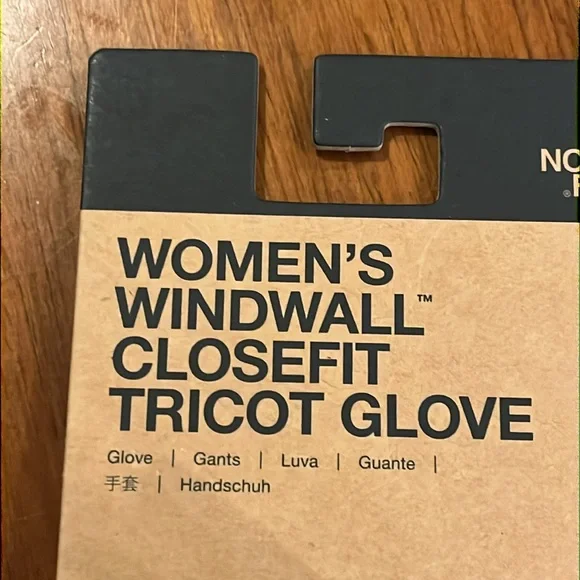 WOMEN'S
WINDWALL™
CLOSEFIT
TRICOT GLOVE
Glove | Gants | Luva | Guante |
手套 | Handschuh